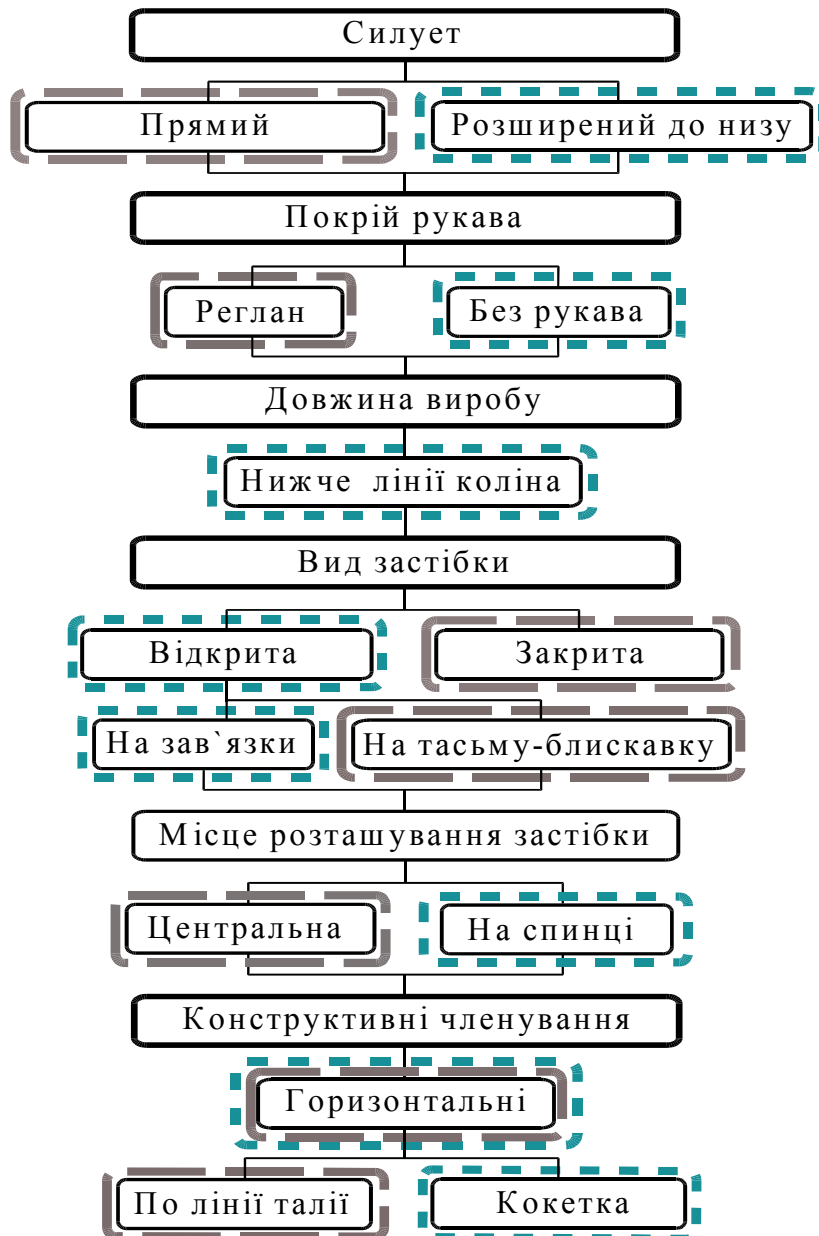 Силует
Прямий
Розширений до низу
Покрій рукава
Реглан
Без рукава
Довжина виробу
Нижче лінії коліна
Вид застібки
Відкрита
Закрита
На зав`язки
На тасьму-блискавку
Місце розташування застібки
Центральна
На спинці
Конструктивні членування
Горизонтальні
По лінії талії
Кокетка